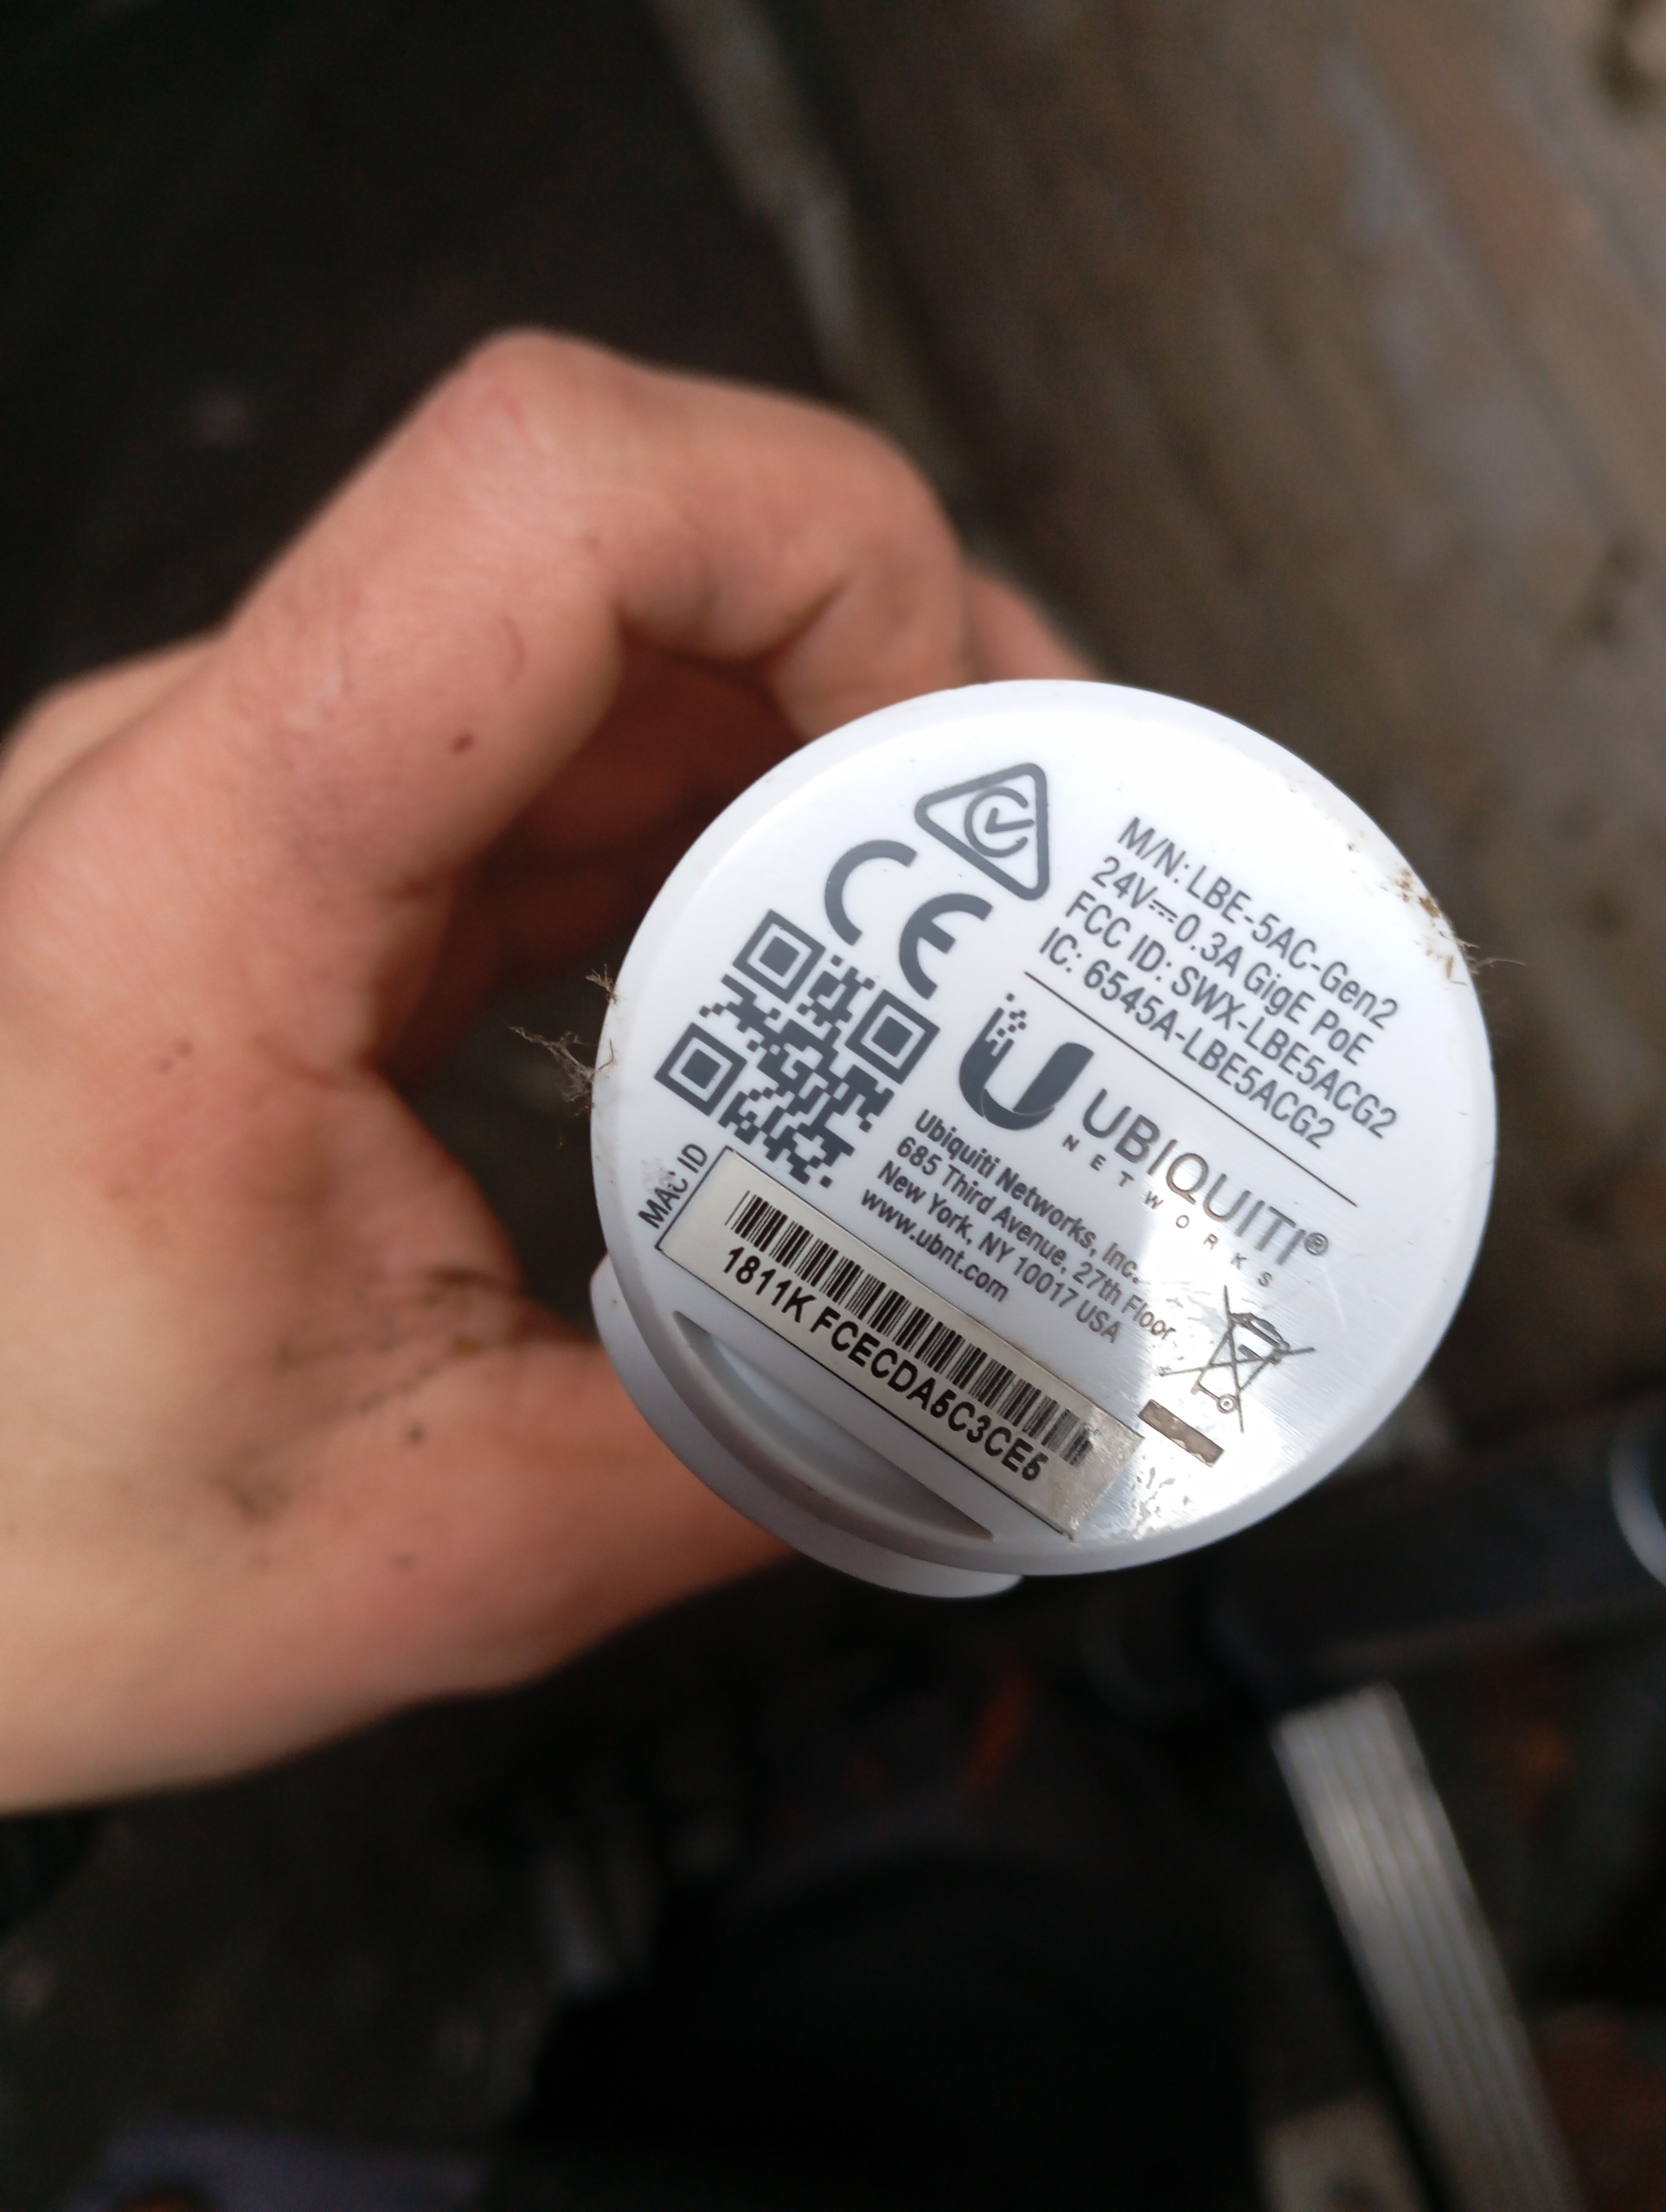 M/N: LBE-5AC-Gen2
24V⎓0.3A GigE PoE
FCC ID: SWX-LBE5ACG2
IC: 6545A-LBE5ACG2
CE
UBIQUITI®
NETWORKS
Ubiquiti Networks, Inc.
685 Third Avenue, 27th Floor
New York, NY 10017 USA
www.ubnt.com
MAC ID
1811K FCECDA5C3CE5